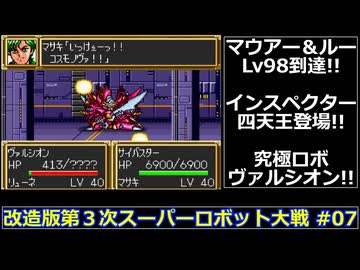 マサキ「いっけぇーっ!!
コスモノヴァ!!」
ヴァルシオン
HP 413/????
リューネ LV 40
サイバスター
HP 6900/6900
マサキ LV 40
マウアー＆ルー
Lv98到達!!
インスペクター
四天王登場!!
究極ロボ
ヴァルシオン!!
改造版第３次スーパーロボット大戦 #07